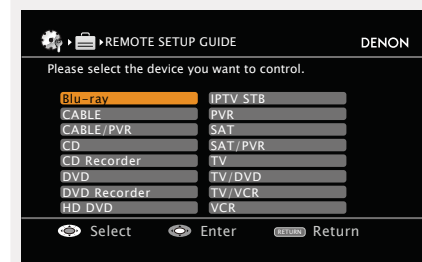 REMOTE SETUP GUIDE DENON
Please select the device you want to control.
Blu-ray
CABLE
CABLE/PVR
CD
CD Recorder
DVD
DVD Recorder
HD DVD
IPTV STB
PVR
SAT
SAT/PVR
TV
TV/DVD
TV/VCR
VCR
Select Enter RETURN Return